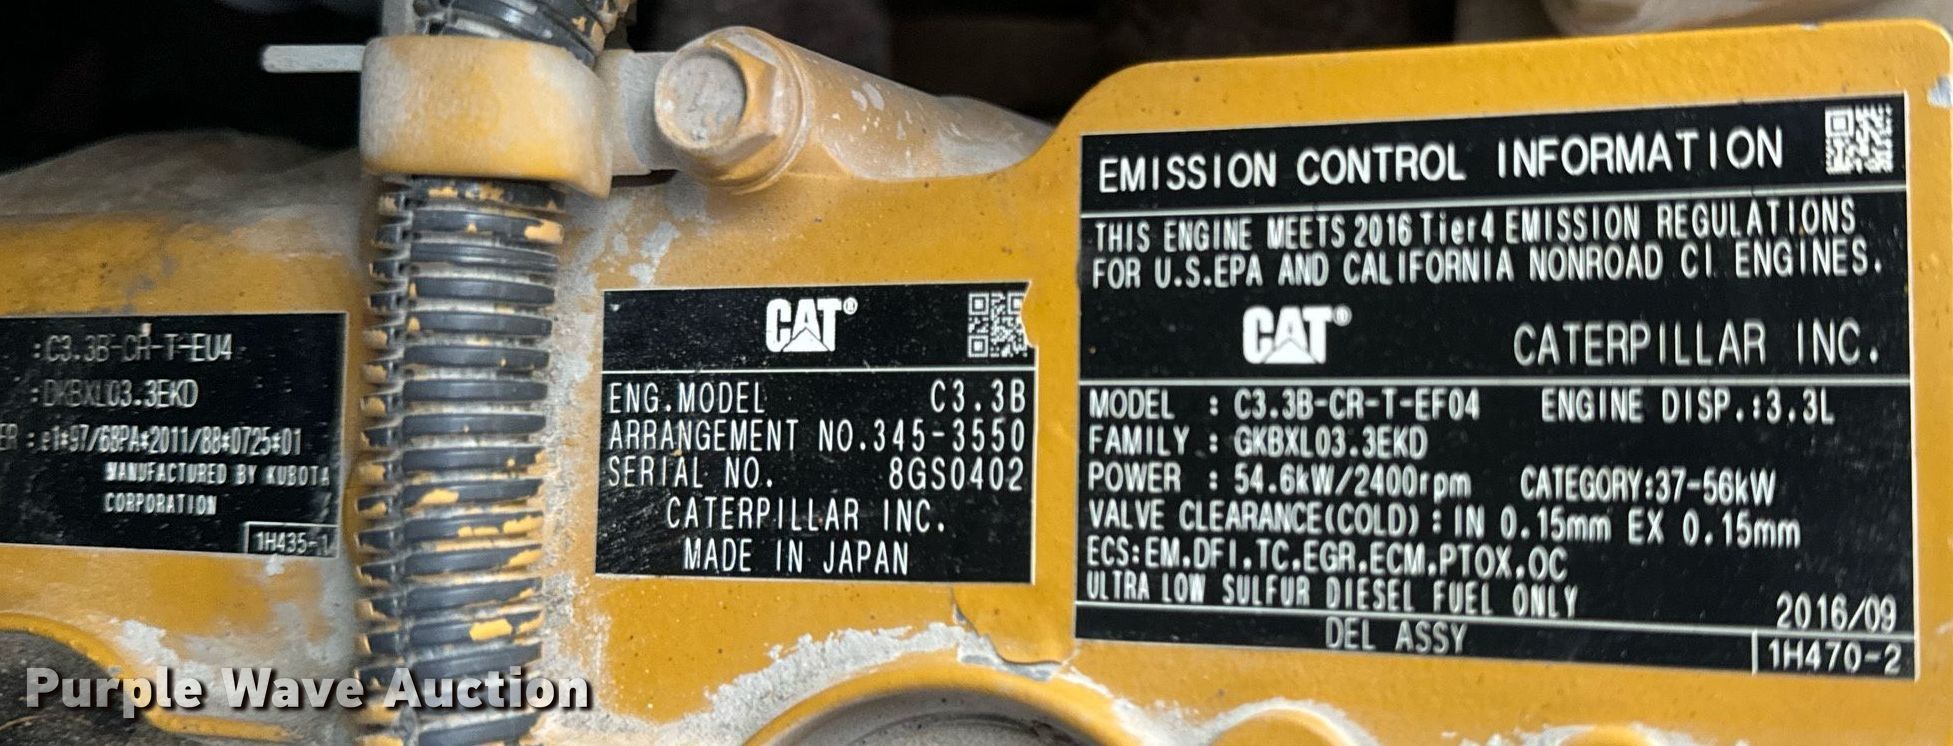 :C3.3B-CR-T-EU4
:DKBXL03.3EKD
ER : e1*97/68PA*2011/88*0725*01
MANUFACTURED BY KUBOTA
CORPORATION
1H435-1
CAT®
ENG.MODEL C3.3B
ARRANGEMENT NO.345-3550
SERIAL NO. 8GS0402
CATERPILLAR INC.
MADE IN JAPAN
EMISSION CONTROL INFORMATION
THIS ENGINE MEETS 2016 Tier4 EMISSION REGULATIONS
FOR U.S.EPA AND CALIFORNIA NONROAD CI ENGINES.
CAT® CATERPILLAR INC.
MODEL : C3.3B-CR-T-EF04 ENGINE DISP.:3.3L
FAMILY : GKBXL03.3EKD
POWER : 54.6kW/2400rpm CATEGORY:37-56kW
VALVE CLEARANCE(COLD) : IN 0.15mm EX 0.15mm
ECS:EM.DFI.TC.EGR.ECM.PTOX.OC
ULTRA LOW SULFUR DIESEL FUEL ONLY
2016/09
DEL ASSY
1H470-2
Purple Wave Auction